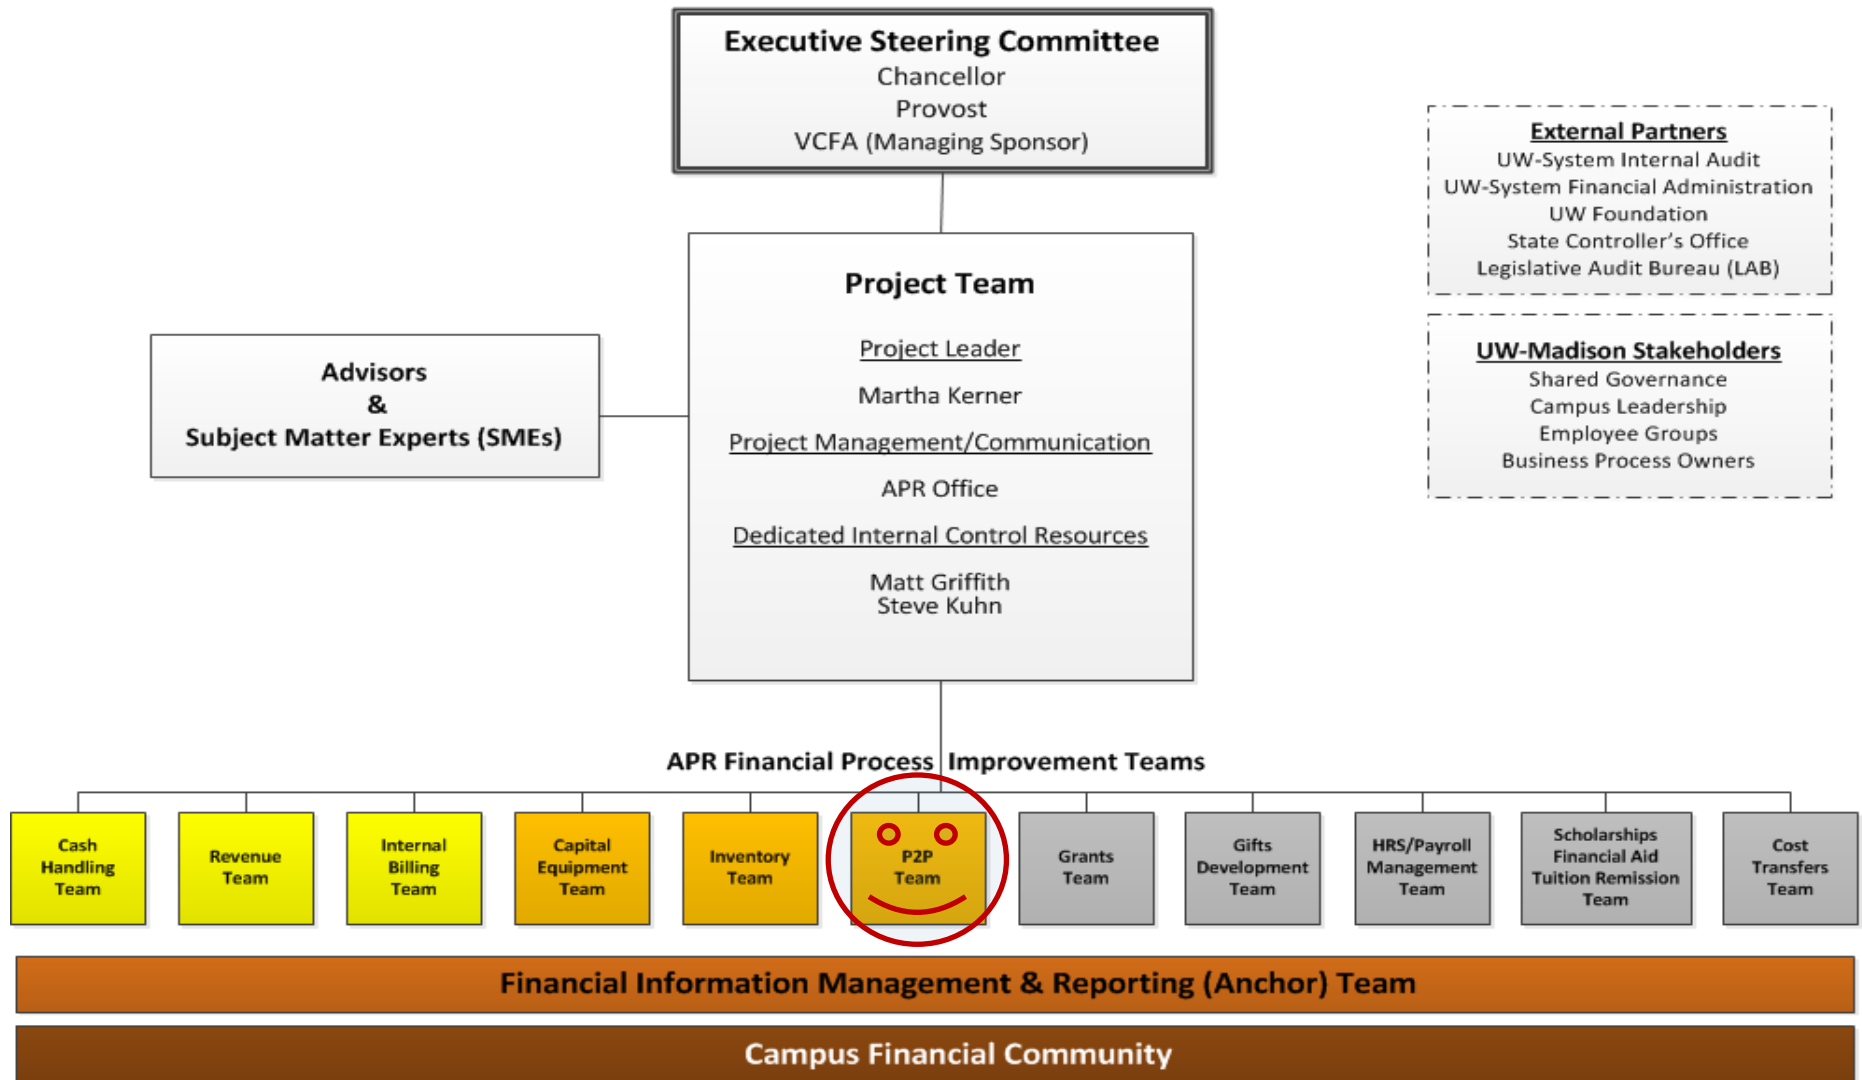 Executive Steering Committee
Chancellor
Provost
VCFA (Managing Sponsor)
External Partners
UW-System Internal Audit
UW-System Financial Administration
UW Foundation
State Controller's Office
Legislative Audit Bureau (LAB)
UW-Madison Stakeholders
Shared Governance
Campus Leadership
Employee Groups
Business Process Owners
Advisors
&
Subject Matter Experts (SMEs)
Project Team
Project Leader
Martha Kerner
Project Management/Communication
APR Office
Dedicated Internal Control Resources
Matt Griffith
Steve Kuhn
APR Financial Process Improvement Teams
Cash
Handling
Team
Revenue
Team
Internal
Billing
Team
Capital
Equipment
Team
Inventory
Team
P2P
Team
Grants
Team
Gifts
Development
Team
HRS/Payroll
Management
Team
Scholarships
Financial Aid
Tuition Remission
Team
Cost
Transfers
Team
Financial Information Management & Reporting (Anchor) Team
Campus Financial Community